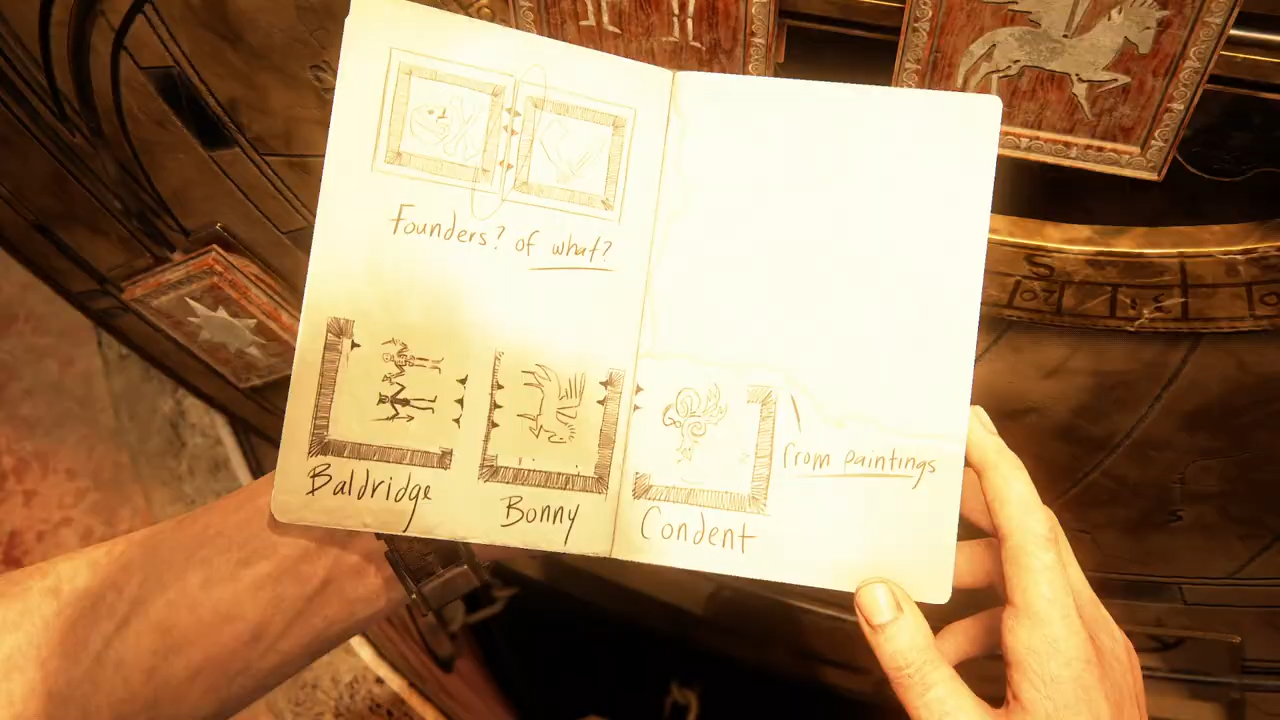 Founders? of what?
from paintings
Baldridge
Bonny
Condent